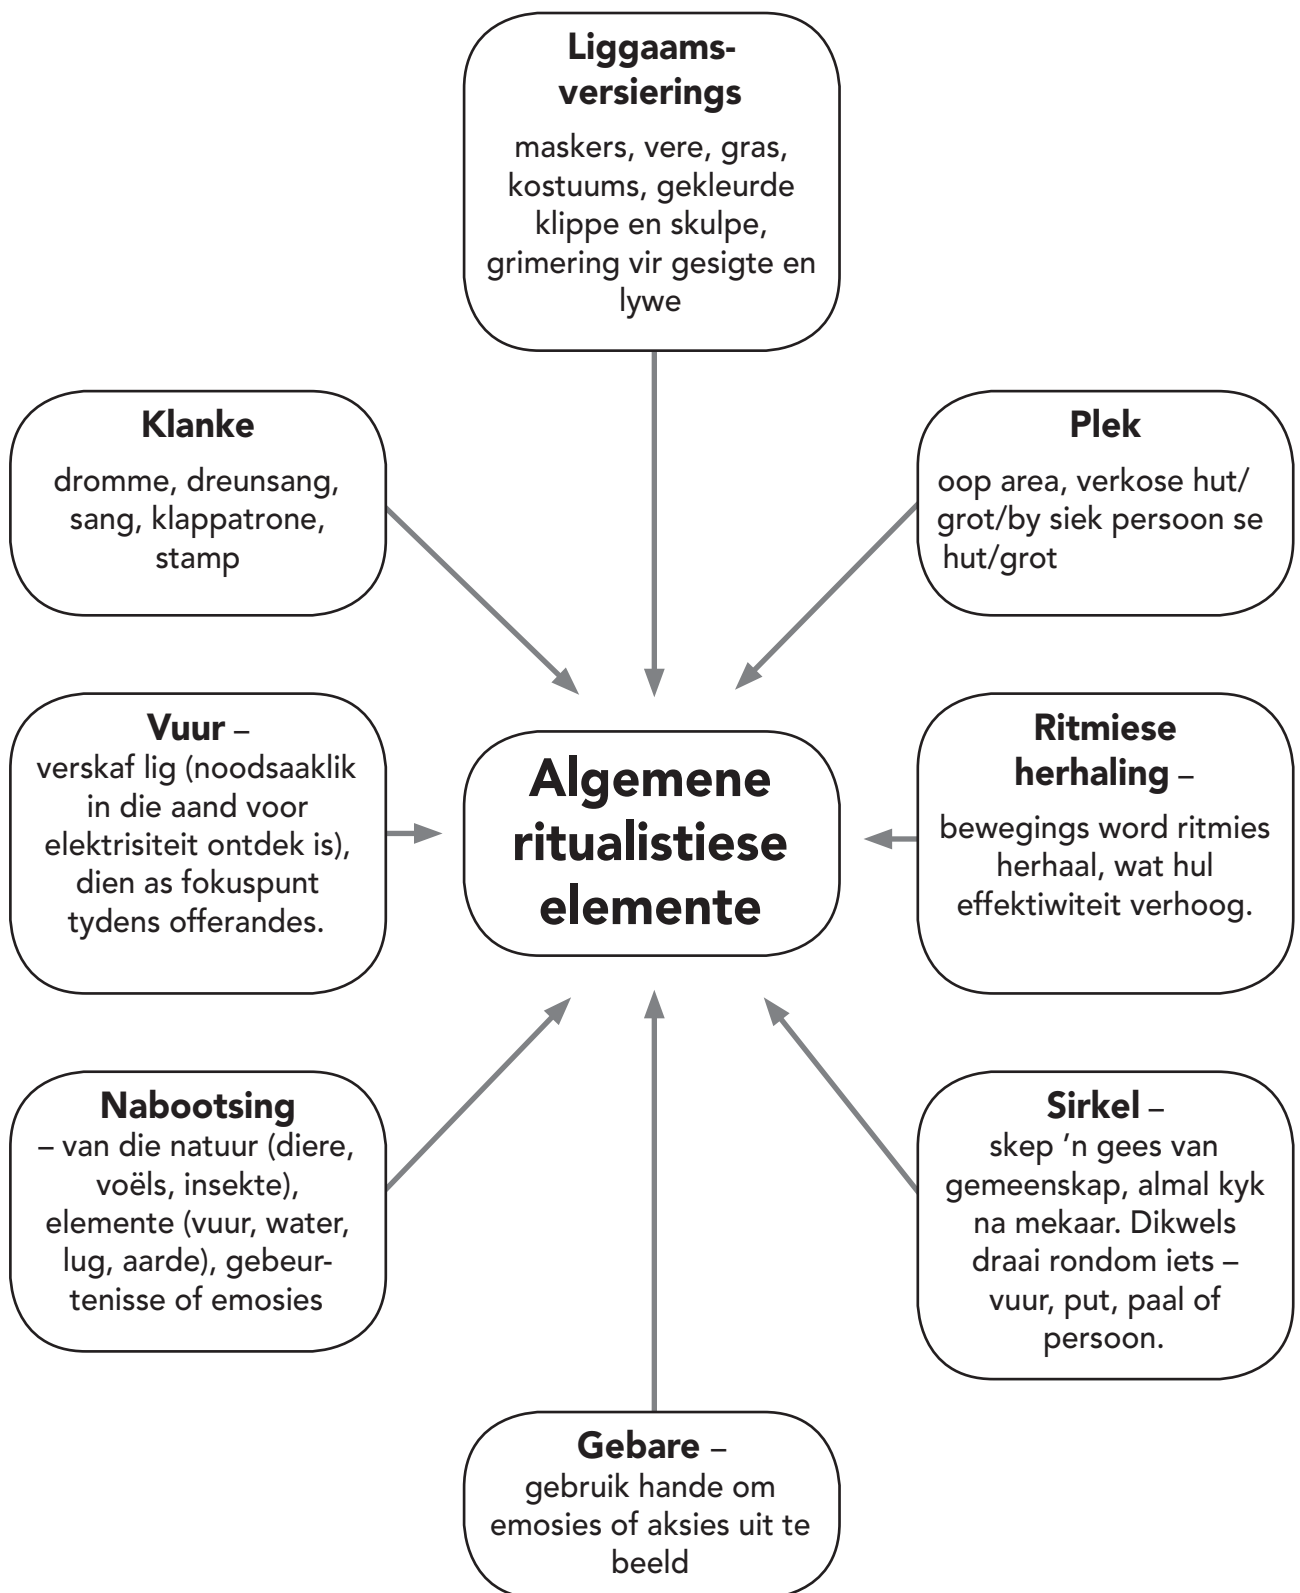 Liggaams-
versierings
maskers, vere, gras,
kostuums, gekleurde
klippe en skulpe,
grimering vir gesigte en
lywe
Klanke
dromme, dreunsang,
sang, klappatrone,
stamp
Plek
oop area, verkose hut/
grot/by siek persoon se
hut/grot
Vuur –
verskaf lig (noodsaaklik
in die aand voor
elektrisiteit ontdek is),
dien as fokuspunt
tydens offerandes.
Algemene
ritualistiese
elemente
Ritmiese
herhaling –
bewegings word ritmies
herhaal, wat hul
effektiwiteit verhoog.
Nabootsing
– van die natuur (diere,
voëls, insekte),
elemente (vuur, water,
lug, aarde), gebeur-
tenisse of emosies
Sirkel –
skep ’n gees van
gemeenskap, almal kyk
na mekaar. Dikwels
draai rondom iets –
vuur, put, paal of
persoon.
Gebare –
gebruik hande om
emosies of aksies uit te
beeld